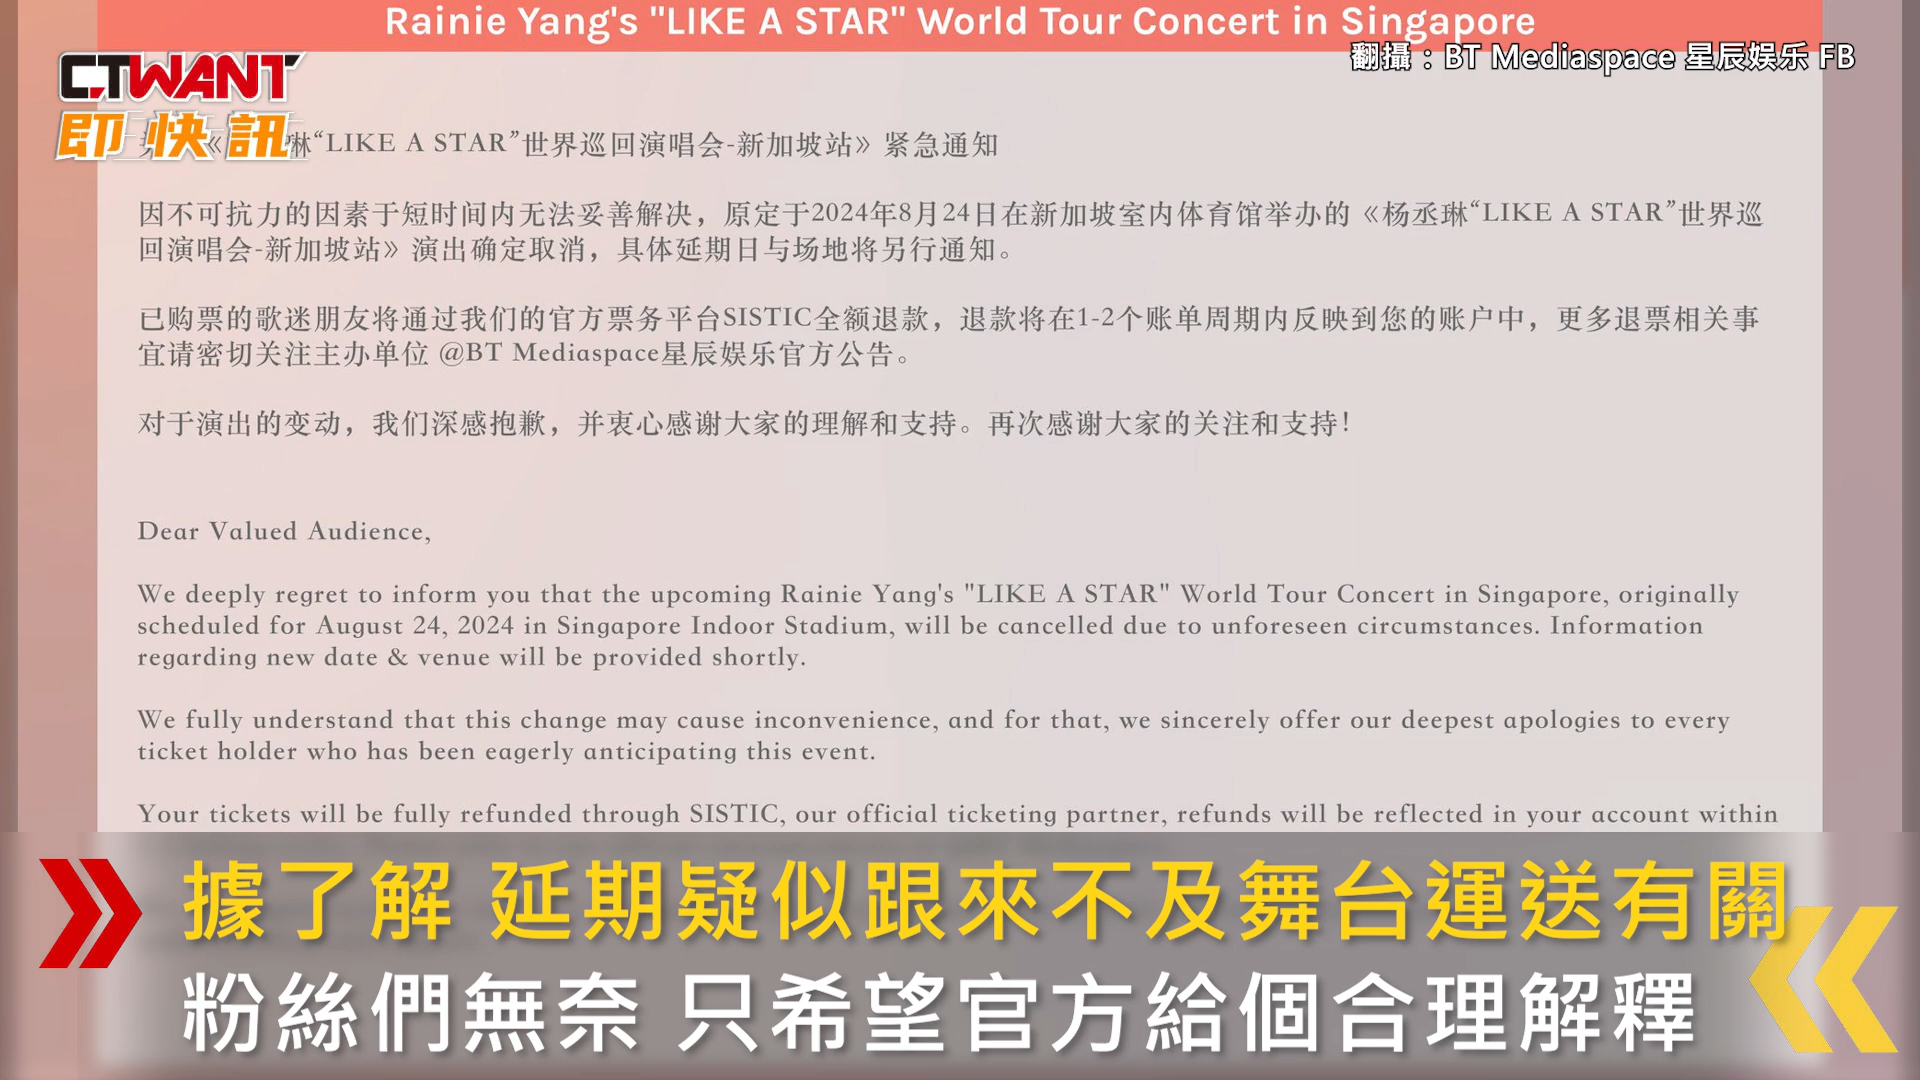 Rainie Yang's "LIKE A STAR" World Tour Concert in Singapore
翻攝：BT Mediaspace 星辰娱乐 FB
CTWANT
即快訊
琳“LIKE A STAR”世界巡回演唱会-新加坡站》紧急通知
因不可抗力的因素于短时间内无法妥善解决，原定于2024年8月24日在新加坡室内体育馆举办的《杨丞琳“LIKE A STAR”世界巡
回演唱会-新加坡站》演出确定取消，具体延期日与场地将另行通知。
已购票的歌迷朋友将通过我们的官方票务平台SISTIC全额退款，退款将在1-2个账单周期内反映到您的账户中，更多退票相关事
宜请密切关注主办单位 @BT Mediaspace星辰娱乐官方公告。
对于演出的变动，我们深感抱歉，并衷心感谢大家的理解和支持。再次感谢大家的关注和支持！
Dear Valued Audience,
We deeply regret to inform you that the upcoming Rainie Yang's "LIKE A STAR" World Tour Concert in Singapore, originally
scheduled for August 24, 2024 in Singapore Indoor Stadium, will be cancelled due to unforeseen circumstances. Information
regarding new date & venue will be provided shortly.
We fully understand that this change may cause inconvenience, and for that, we sincerely offer our deepest apologies to every
ticket holder who has been eagerly anticipating this event.
Your tickets will be fully refunded through SISTIC, our official ticketing partner, refunds will be reflected in your account within
據了解 延期疑似跟來不及舞台運送有關
粉絲們無奈 只希望官方給個合理解釋